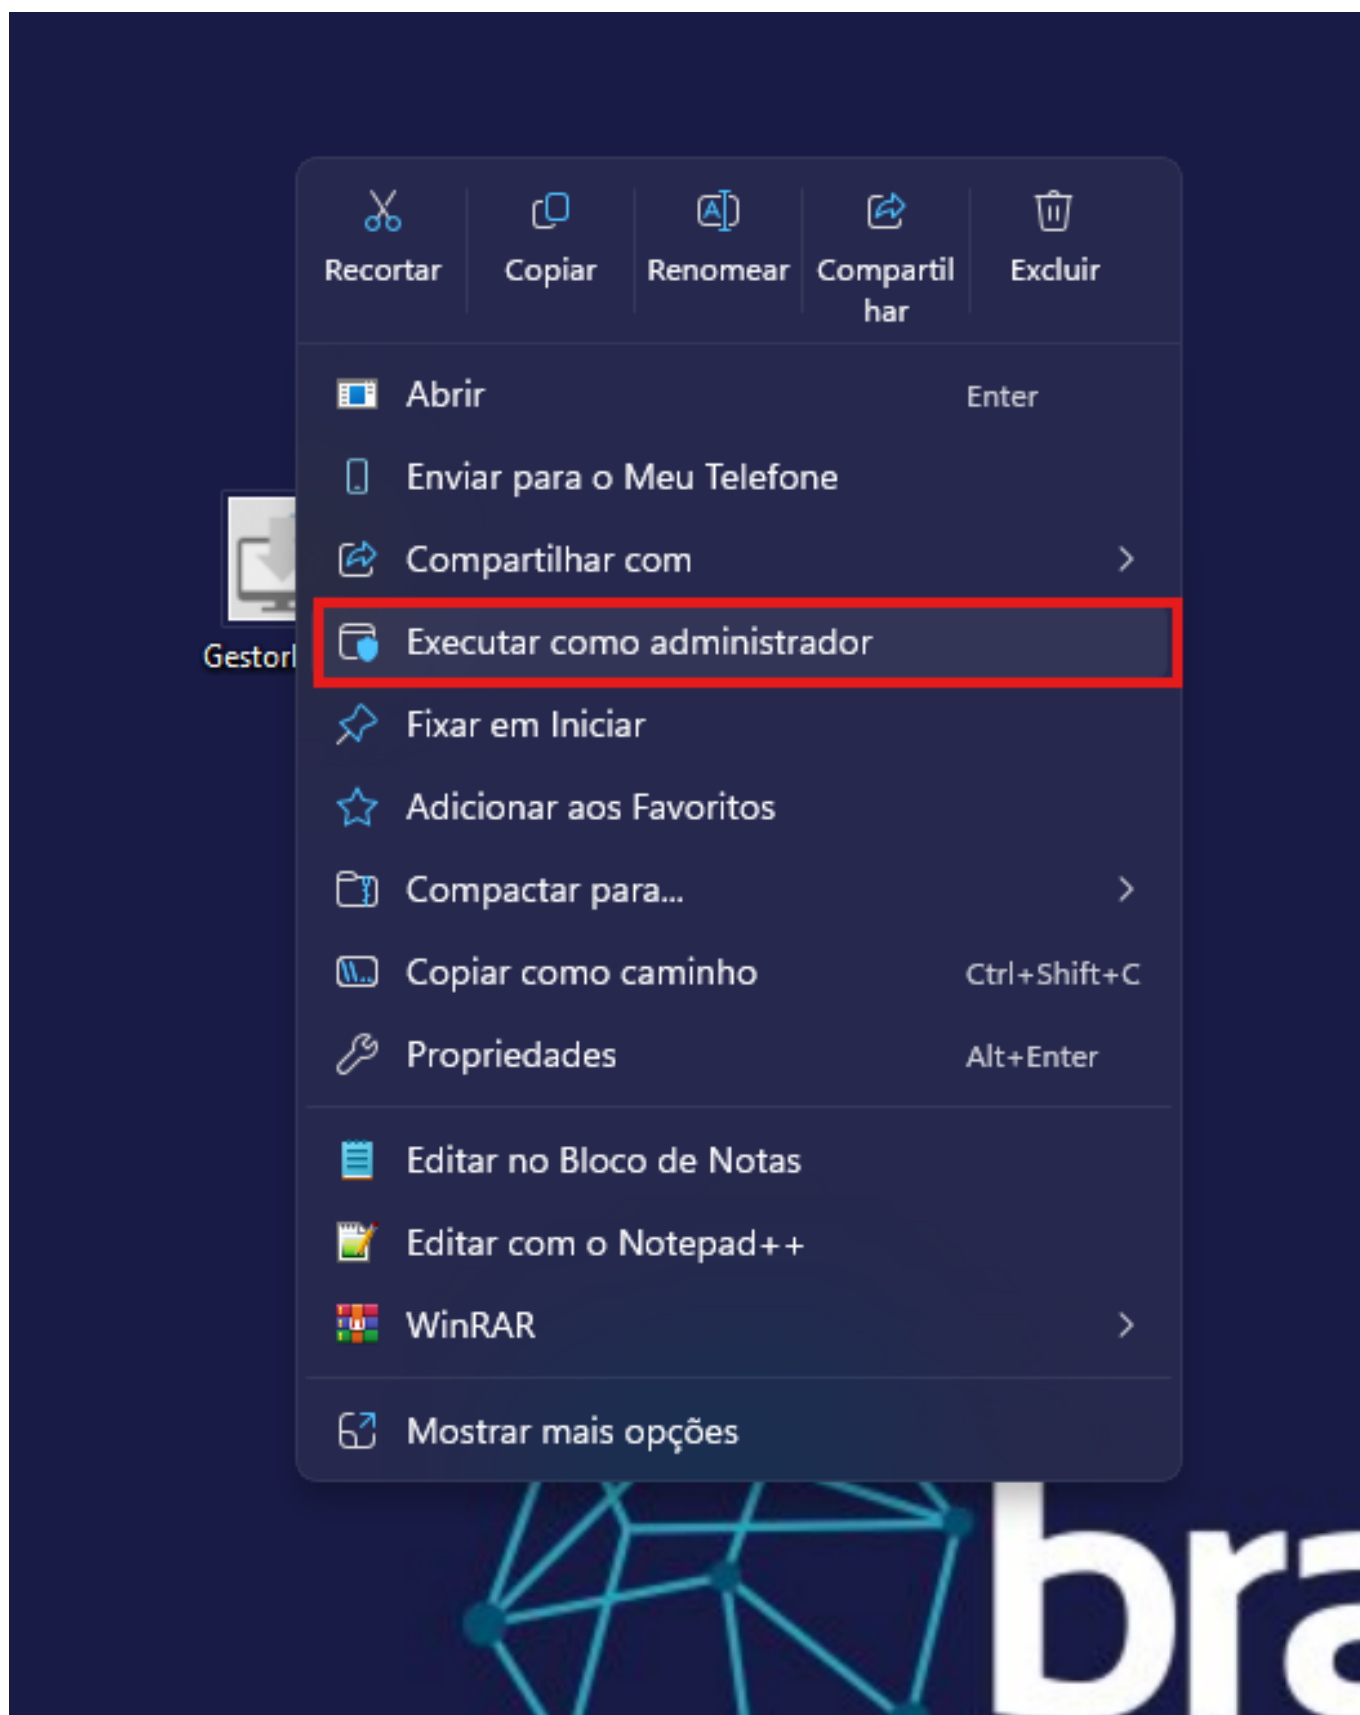 Recortar
Copiar
Renomear
Compartil
har
Excluir
Abrir Enter
Enviar para o Meu Telefone
Compartilhar com
Executar como administrador
Fixar em Iniciar
Adicionar aos Favoritos
Compactar para...
Copiar como caminho Ctrl+Shift+C
Propriedades Alt+Enter
Editar no Bloco de Notas
Editar com o Notepad++
WinRAR
Mostrar mais opções